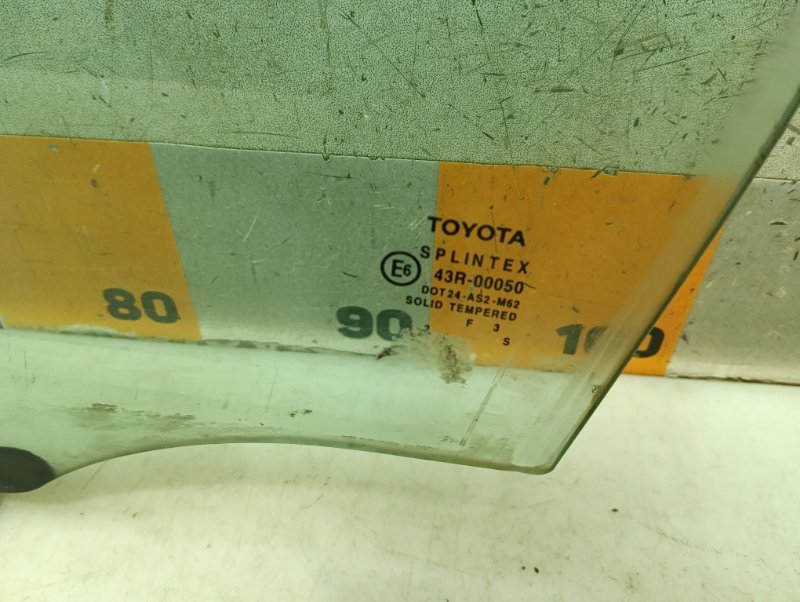 TOYOTA
SPLINTEX
E6 43R-00050
DOT24-AS2-M62
SOLID TEMPERED
F 3
S
80 90 100